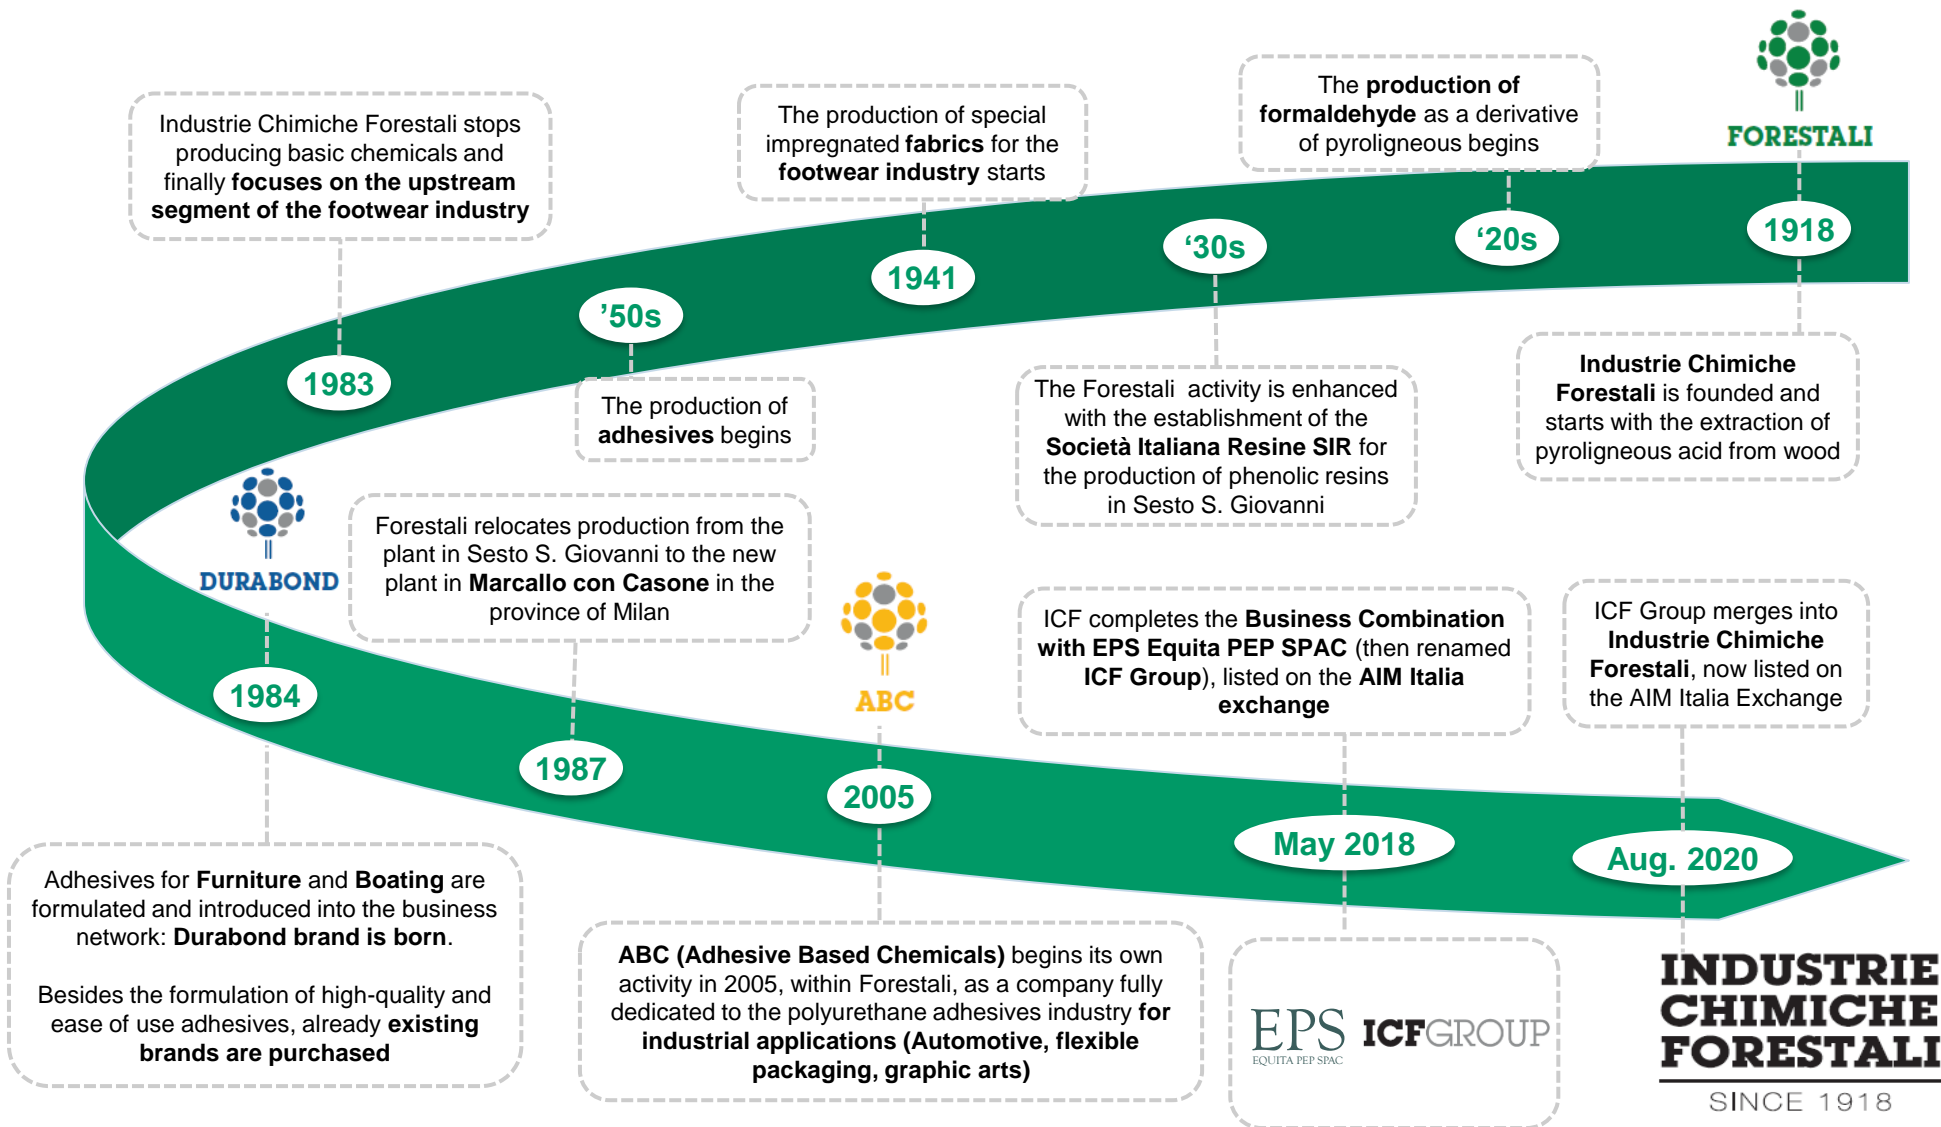 FORESTALI
1918
Industrie Chimiche
Forestali is founded and
starts with the extraction of
pyroligneous acid from wood
The production of
formaldehyde as a derivative
of pyroligneous begins
‘20s
‘30s
The Forestali activity is enhanced
with the establishment of the
Società Italiana Resine SIR for
the production of phenolic resins
in Sesto S. Giovanni
The production of special
impregnated fabrics for the
footwear industry starts
1941
’50s
The production of
adhesives begins
Industrie Chimiche Forestali stops
producing basic chemicals and
finally focuses on the upstream
segment of the footwear industry
1983
DURABOND
1984
Adhesives for Furniture and Boating are
formulated and introduced into the business
network: Durabond brand is born.
Besides the formulation of high-quality and
ease of use adhesives, already existing
brands are purchased
Forestali relocates production from the
plant in Sesto S. Giovanni to the new
plant in Marcallo con Casone in the
province of Milan
1987
ABC
2005
ABC (Adhesive Based Chemicals) begins its own
activity in 2005, within Forestali, as a company fully
dedicated to the polyurethane adhesives industry for
industrial applications (Automotive, flexible
packaging, graphic arts)
ICF completes the Business Combination
with EPS Equita PEP SPAC (then renamed
ICF Group), listed on the AIM Italia
exchange
May 2018
EPS
EQUITA PEP SPAC
ICFGROUP
ICF Group merges into
Industrie Chimiche
Forestali, now listed on
the AIM Italia Exchange
Aug. 2020
INDUSTRIE
CHIMICHE
FORESTALI
SINCE 1918